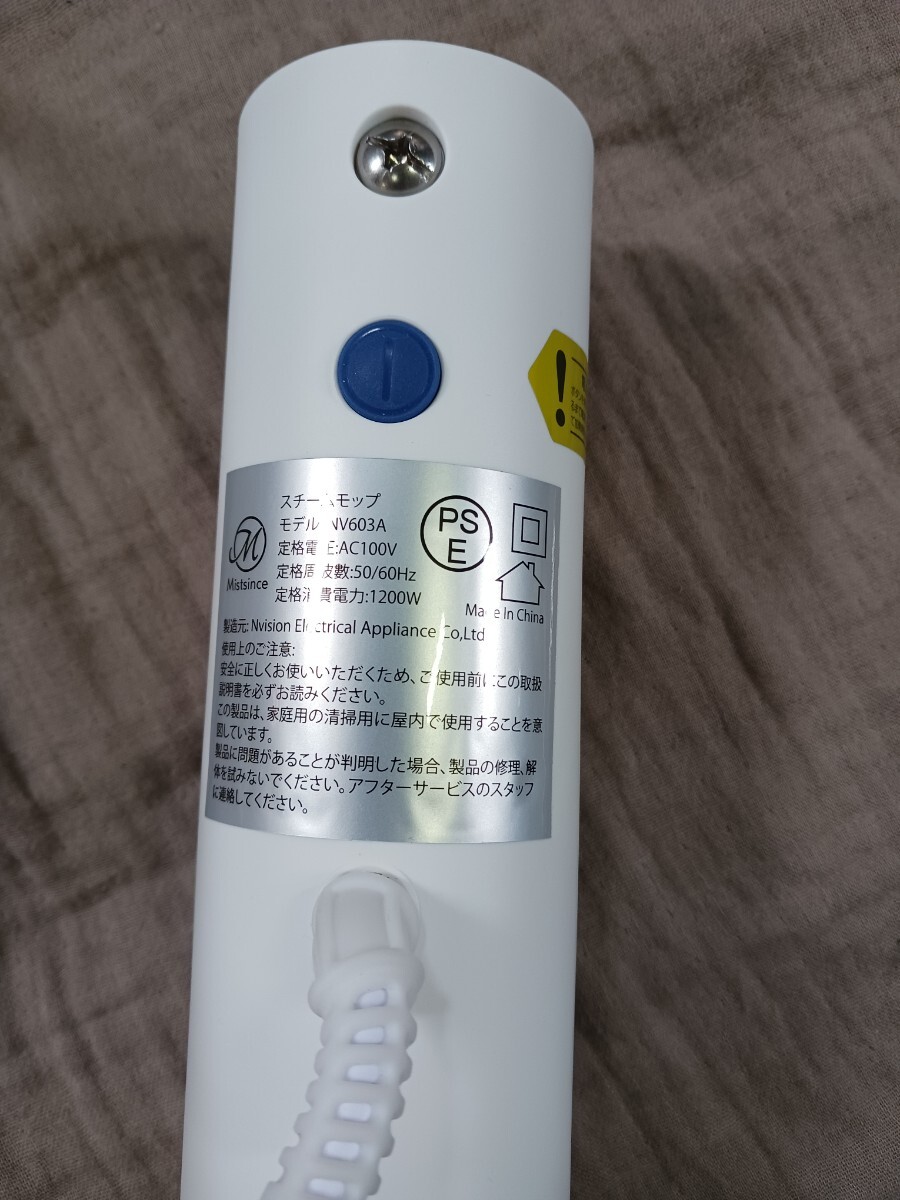 スチームモップ
モデル:NV603A
定格電圧:AC100V
定格周波數:50/60Hz
定格消費電力:1200W
Mistsince
PS
E
Made In China
製造元: Nvision Electrical Appliance Co,Ltd
使用上のご注意:
安全に正しくお使いいただくため、ご使用前にこの取扱
説明書を必ずお読みください。
この製品は、家庭用の清掃用に屋内で使用することを意
図しています。
製品に問題があることが判明した場合、製品の修理、解
体を試みないでください。アフターサービスのスタッフ
に連絡してください。
!